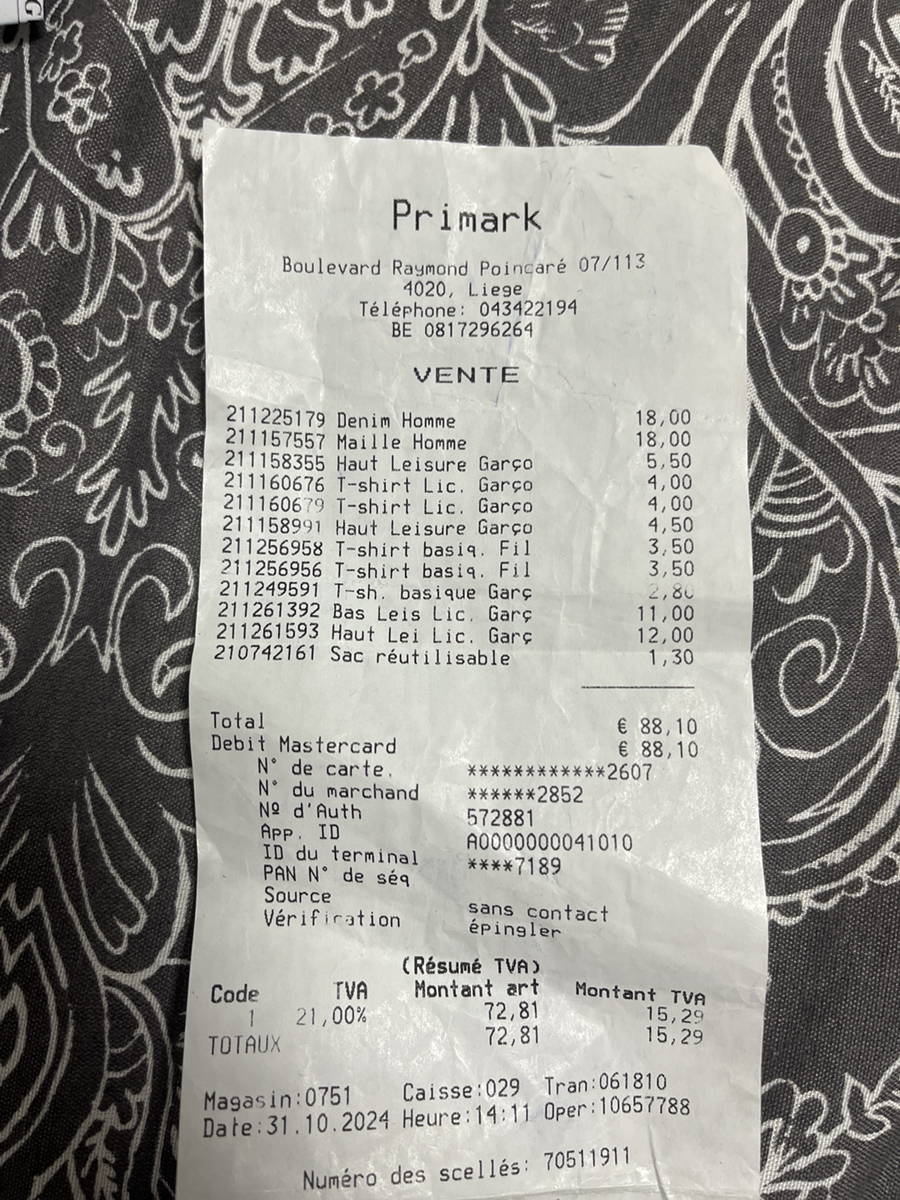 G
Primark
Boulevard Raymond Poincaré 07/113
4020, Liege
Téléphone: 043422194
BE 0817296264
VENTE
211225179 Denim Homme 18,00
211157557 Maille Homme 18,00
211158355 Haut Leisure Garço 5,50
211160676 T-shirt Lic. Garço 4,00
211160679 T-shirt Lic. Garço 4,00
211158991 Haut Leisure Garço 4,50
211256958 T-shirt basiq. Fil 3,50
211256956 T-shirt basiq. Fil 3,50
211249591 T-sh. basique Garç 2,80
211261392 Bas Leis Lic. Garç 11,00
211261593 Haut Lei Lic. Garç 12,00
210742161 Sac réutilisable 1,30
Total € 88,10
Debit Mastercard € 88,10
N° de carte. ************2607
N° du marchand ******2852
Nº d'Auth 572881
App. ID A0000000041010
ID du terminal ****7189
PAN N° de séq
Source sans contact
Vérification épingler
(Résumé TVA)
Code TVA Montant art Montant TVA
1 21,00% 72,81 15,29
TOTAUX 72,81 15,29
Magasin:0751 Caisse:029 Tran:061810
Date:31.10.2024 Heure:14:11 Oper:10657788
Numéro des scellés: 70511911